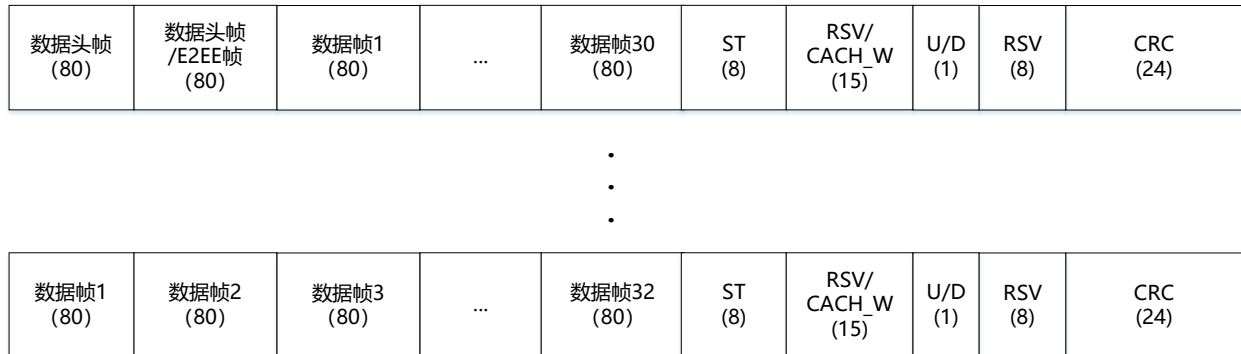 数据头帧
(80)
数据头帧
/E2EE帧
(80)
数据帧1
(80)
...
数据帧30
(80)
ST
(8)
RSV/
CACH_W
(15)
U/D
(1)
RSV
(8)
CRC
(24)
数据帧1
(80)
数据帧2
(80)
数据帧3
(80)
...
数据帧32
(80)
ST
(8)
RSV/
CACH_W
(15)
U/D
(1)
RSV
(8)
CRC
(24)